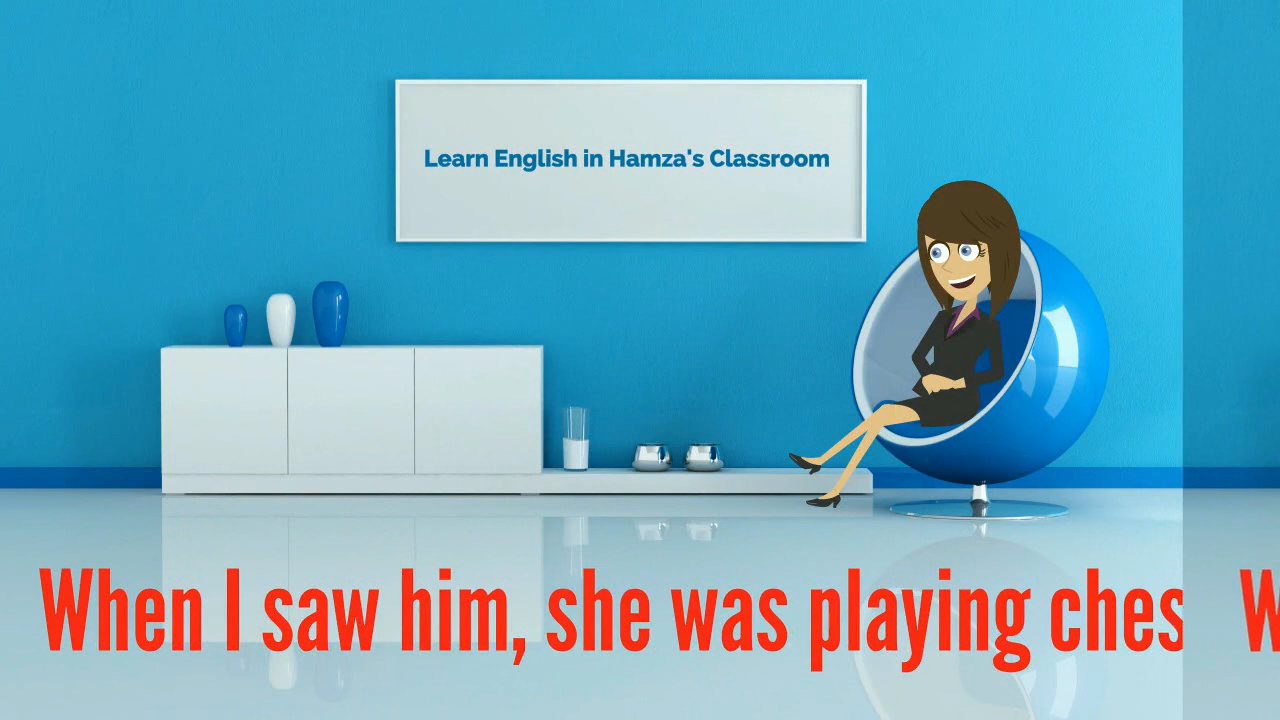 Learn English in Hamza's Classroom
When I saw him, she was playing ches W